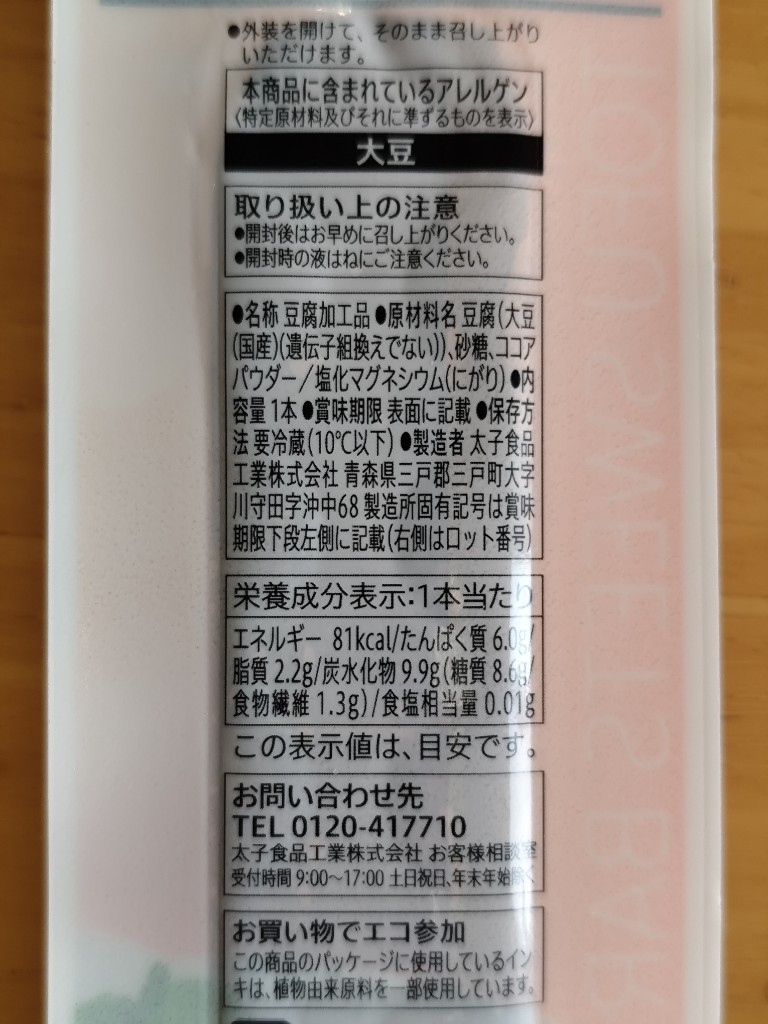 ●外装を開けて、そのまま召し上がり
いただけます。
本商品に含まれているアレルゲン
〈特定原材料及びそれに準ずるものを表示〉
大豆
取り扱い上の注意
●開封後はお早めに召し上がりください。
●開封時の液はねにご注意ください。
●名称 豆腐加工品 ●原材料名 豆腐(大豆
(国産)(遺伝子組換えでない))、砂糖、ココア
パウダー/塩化マグネシウム(にがり) ●内
容量 1本 ●賞味期限 表面に記載 ●保存方
法 要冷蔵(10℃以下) ●製造者 太子食品
工業株式会社 青森県三戸郡三戸町大字
川守田字沖中68 製造所固有記号は賞味
期限下段左側に記載(右側はロット番号)
栄養成分表示:1本当たり
エネルギー 81kcal/たんぱく質 6.0g/
脂質 2.2g/炭水化物 9.9g(糖質 8.6g/
食物繊維 1.3g)/食塩相当量 0.01g
この表示値は、目安です。
お問い合わせ先
TEL 0120-417710
太子食品工業株式会社 お客様相談室
受付時間 9:00〜17:00 土日祝日、年末年始除く
お買い物でエコ参加
この商品のパッケージに使用しているイン
キは、植物由来原料を一部使用しています。
TOFU SWEETS BAR